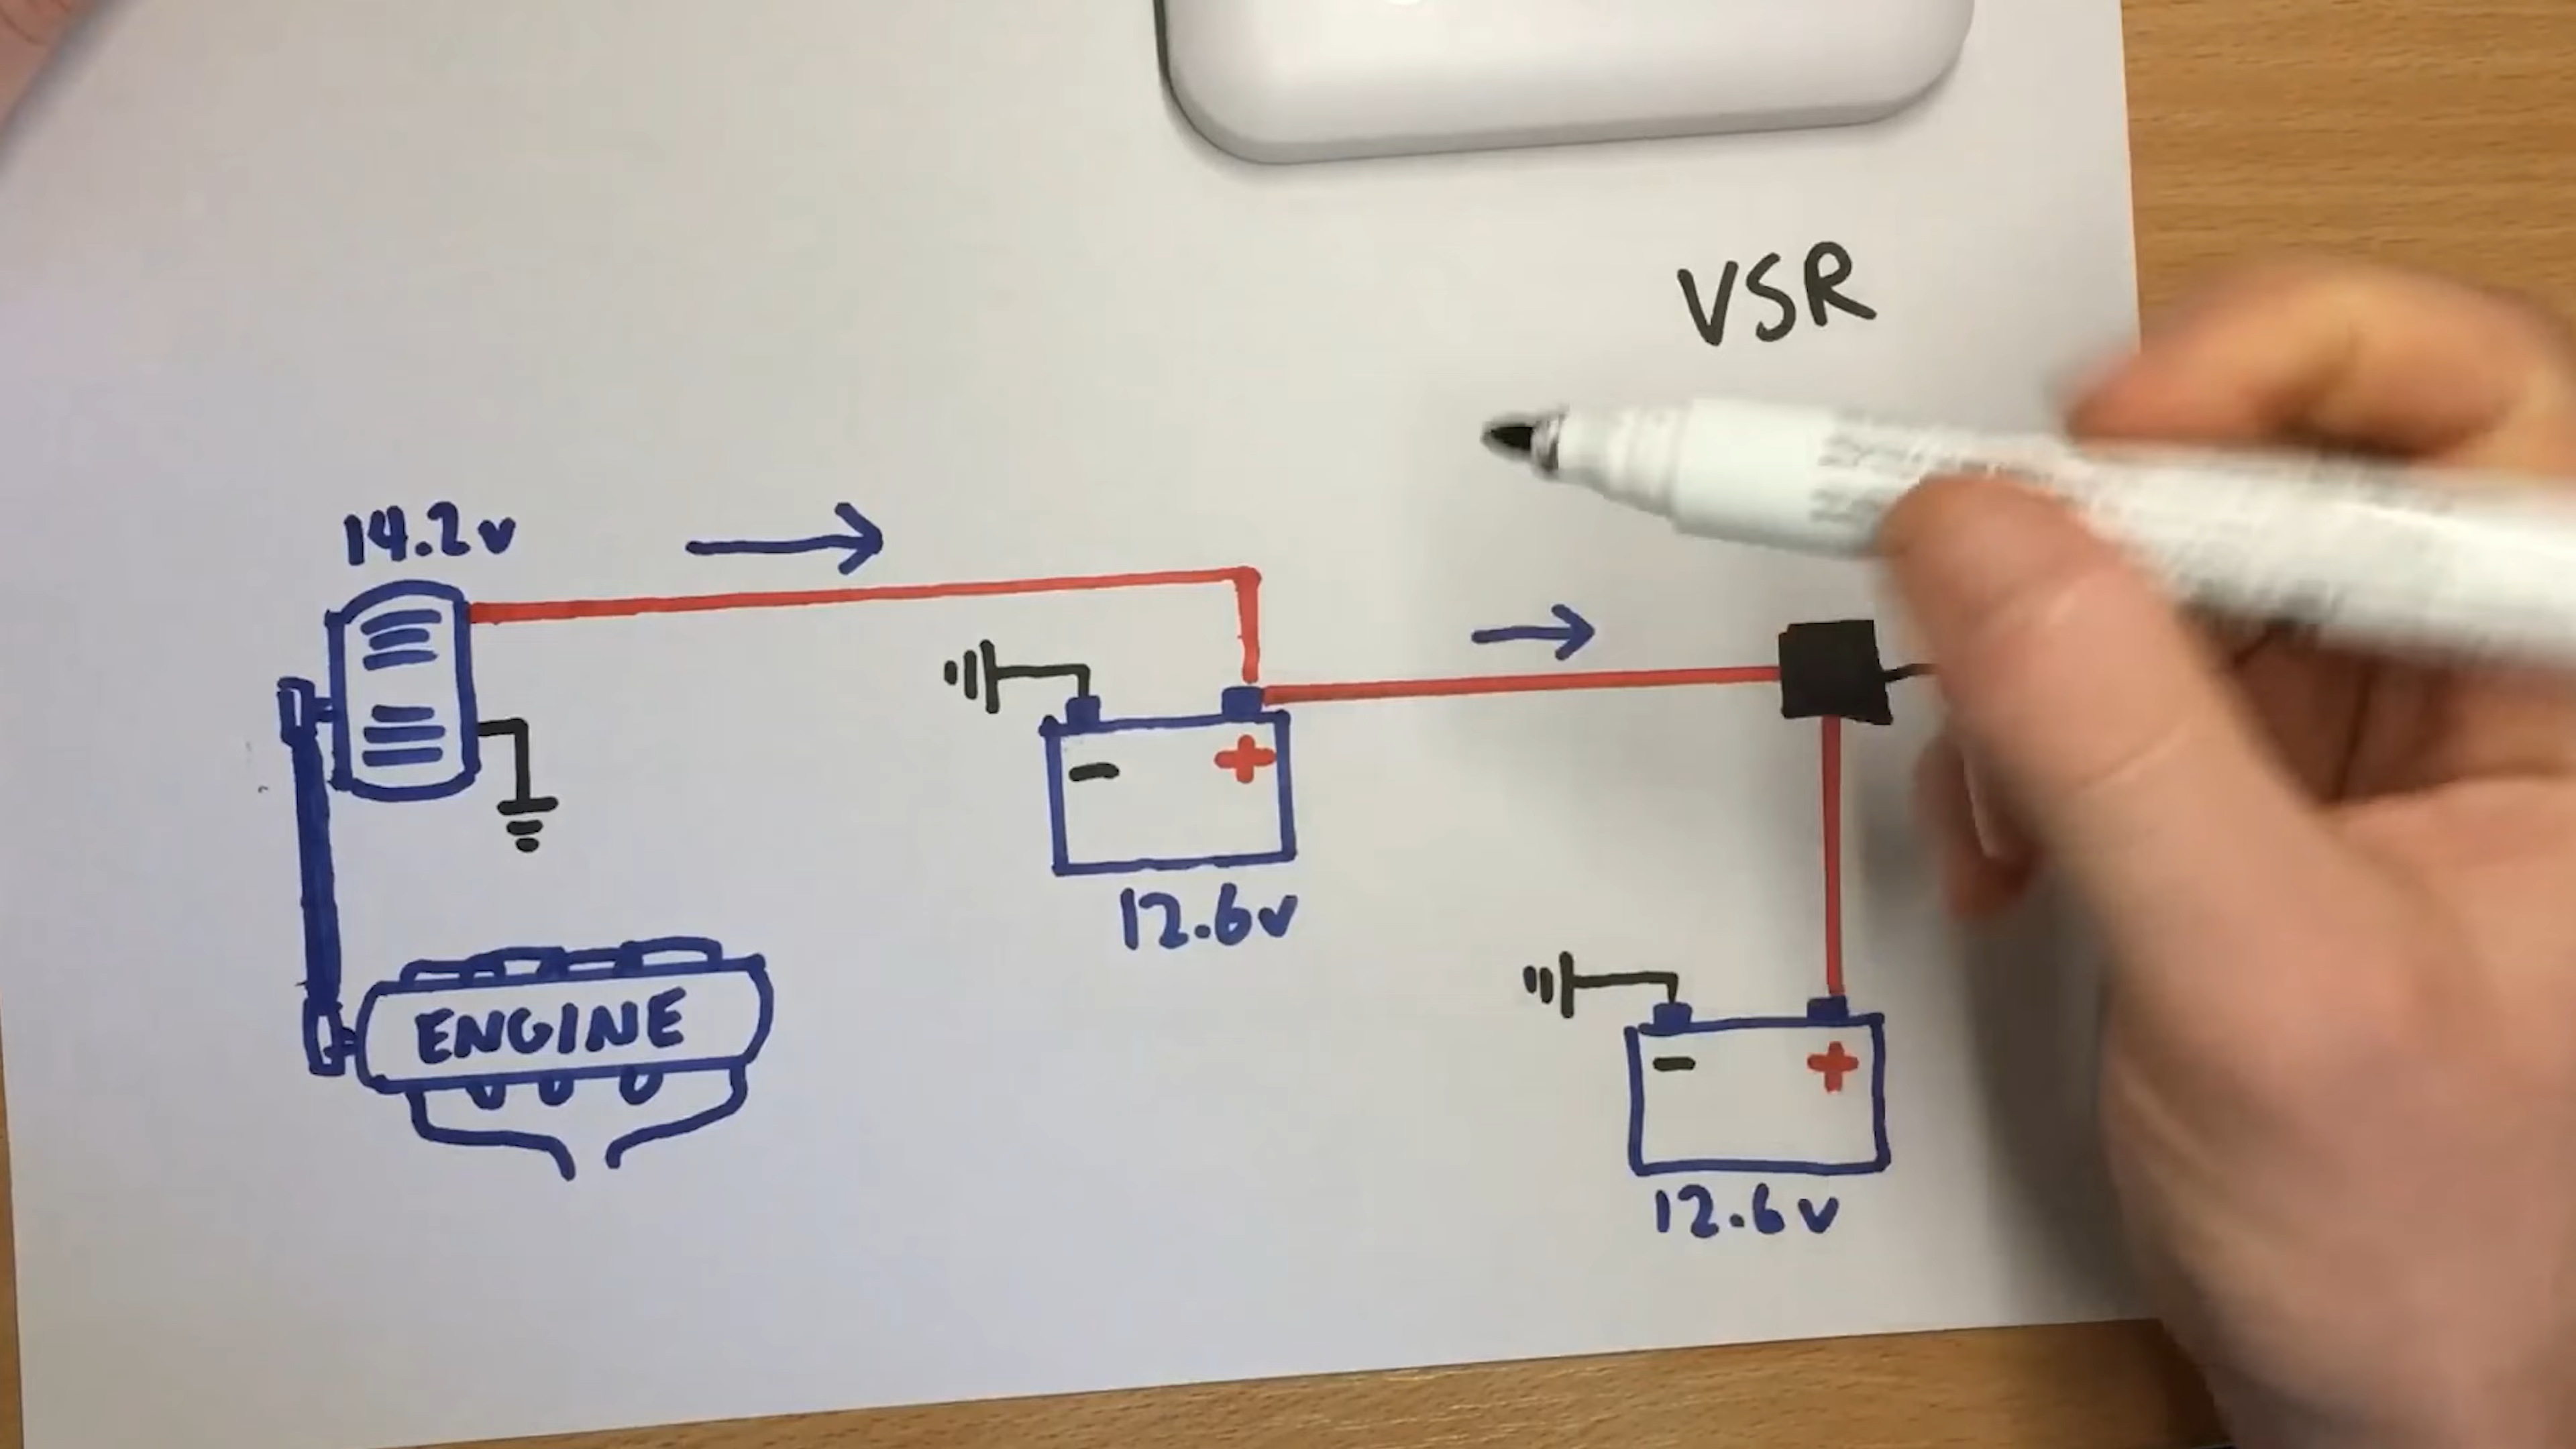 VSR
14.2v
- +
12.6v
ENGINE
- +
12.6v